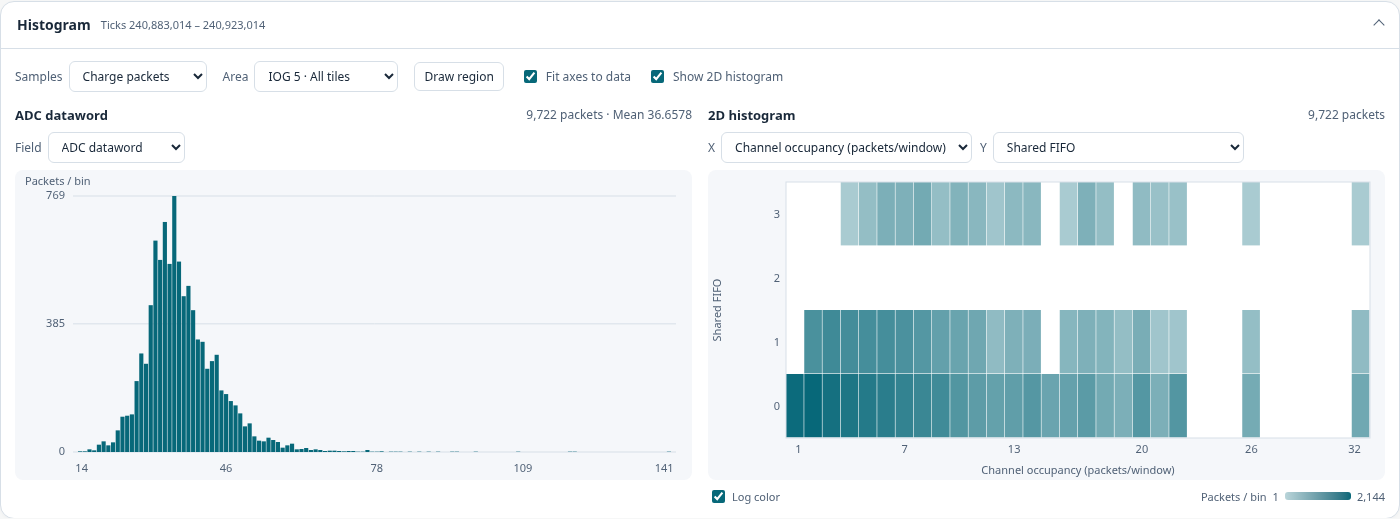 Histogram Ticks 240,883,014 – 240,923,014
Samples Charge packets Area IOG 5 · All tiles Draw region Fit axes to data Show 2D histogram
ADC dataword 9,722 packets · Mean 36.6578
Field ADC dataword
Packets / bin
769
385
0
14 46 78 109 141
2D histogram 9,722 packets
X Channel occupancy (packets/window) Y Shared FIFO
Shared FIFO
3
2
1
0
1 7 13 20 26 32
Channel occupancy (packets/window)
Log color Packets / bin 1 2,144